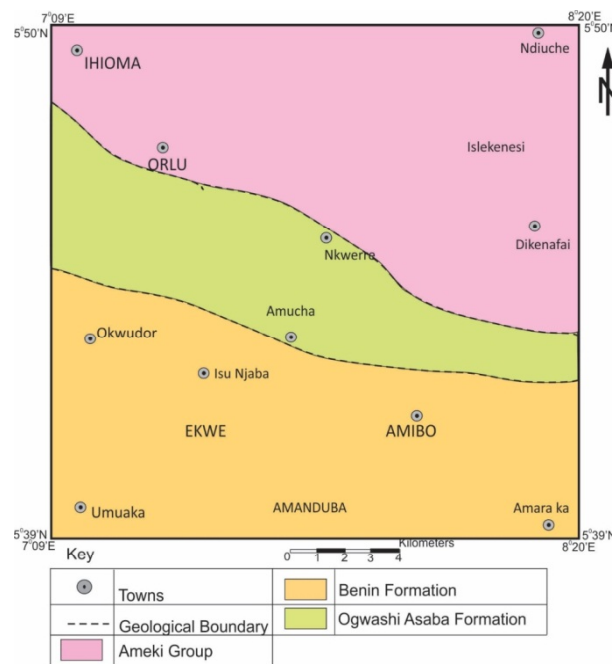 7°09'E
8°20'E
5°50'N
5°50'N
Ndiuche
IHIOMA
N
Islekenesi
ORLU
Dikenafai
Nkwerre
Amucha
Okwudor
Isu Njaba
EKWE
AMIBO
Umuaka
AMANDUBA
Amara ka
5°39'N
5°39'N
7°09'E
8°20'E
Kilometers
0 1 2 3 4
Key
Towns
Benin Formation
Geological Boundary
Ogwashi Asaba Formation
Ameki Group